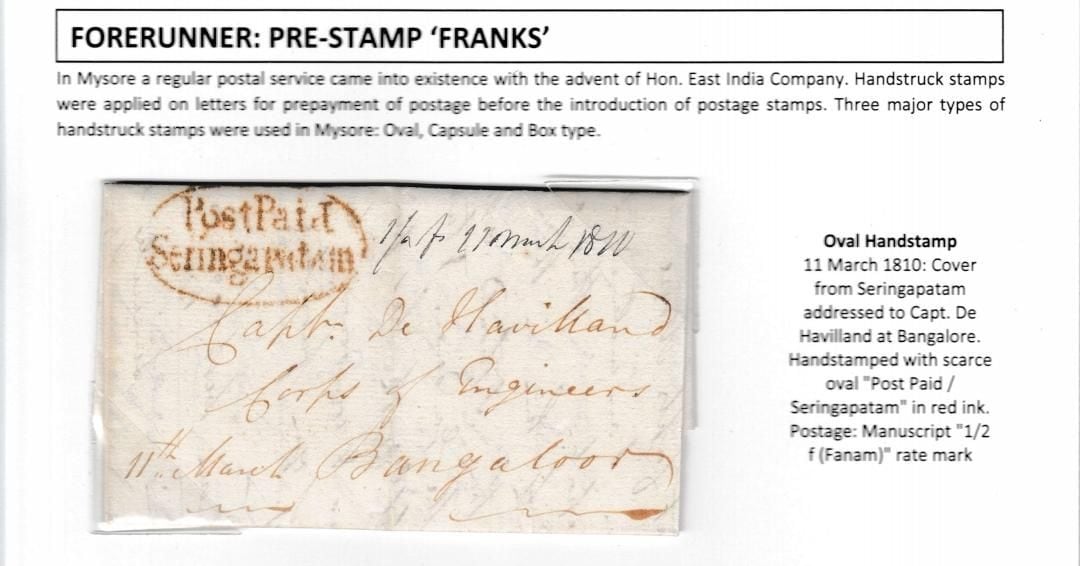 FORERUNNER: PRE-STAMP ‘FRANKS’
In Mysore a regular postal service came into existence with the advent of Hon. East India Company. Handstruck stamps
were applied on letters for prepayment of postage before the introduction of postage stamps. Three major types of
handstruck stamps were used in Mysore: Oval, Capsule and Box type.
Post Paid
Seringapatam
11 March 1810
Captn De Havilland
Corps of Engineers
11th March Bangaloor
Oval Handstamp
11 March 1810: Cover
from Seringapatam
addressed to Capt. De
Havilland at Bangalore.
Handstamped with scarce
oval "Post Paid /
Seringapatam" in red ink.
Postage: Manuscript "1/2
f (Fanam)" rate mark